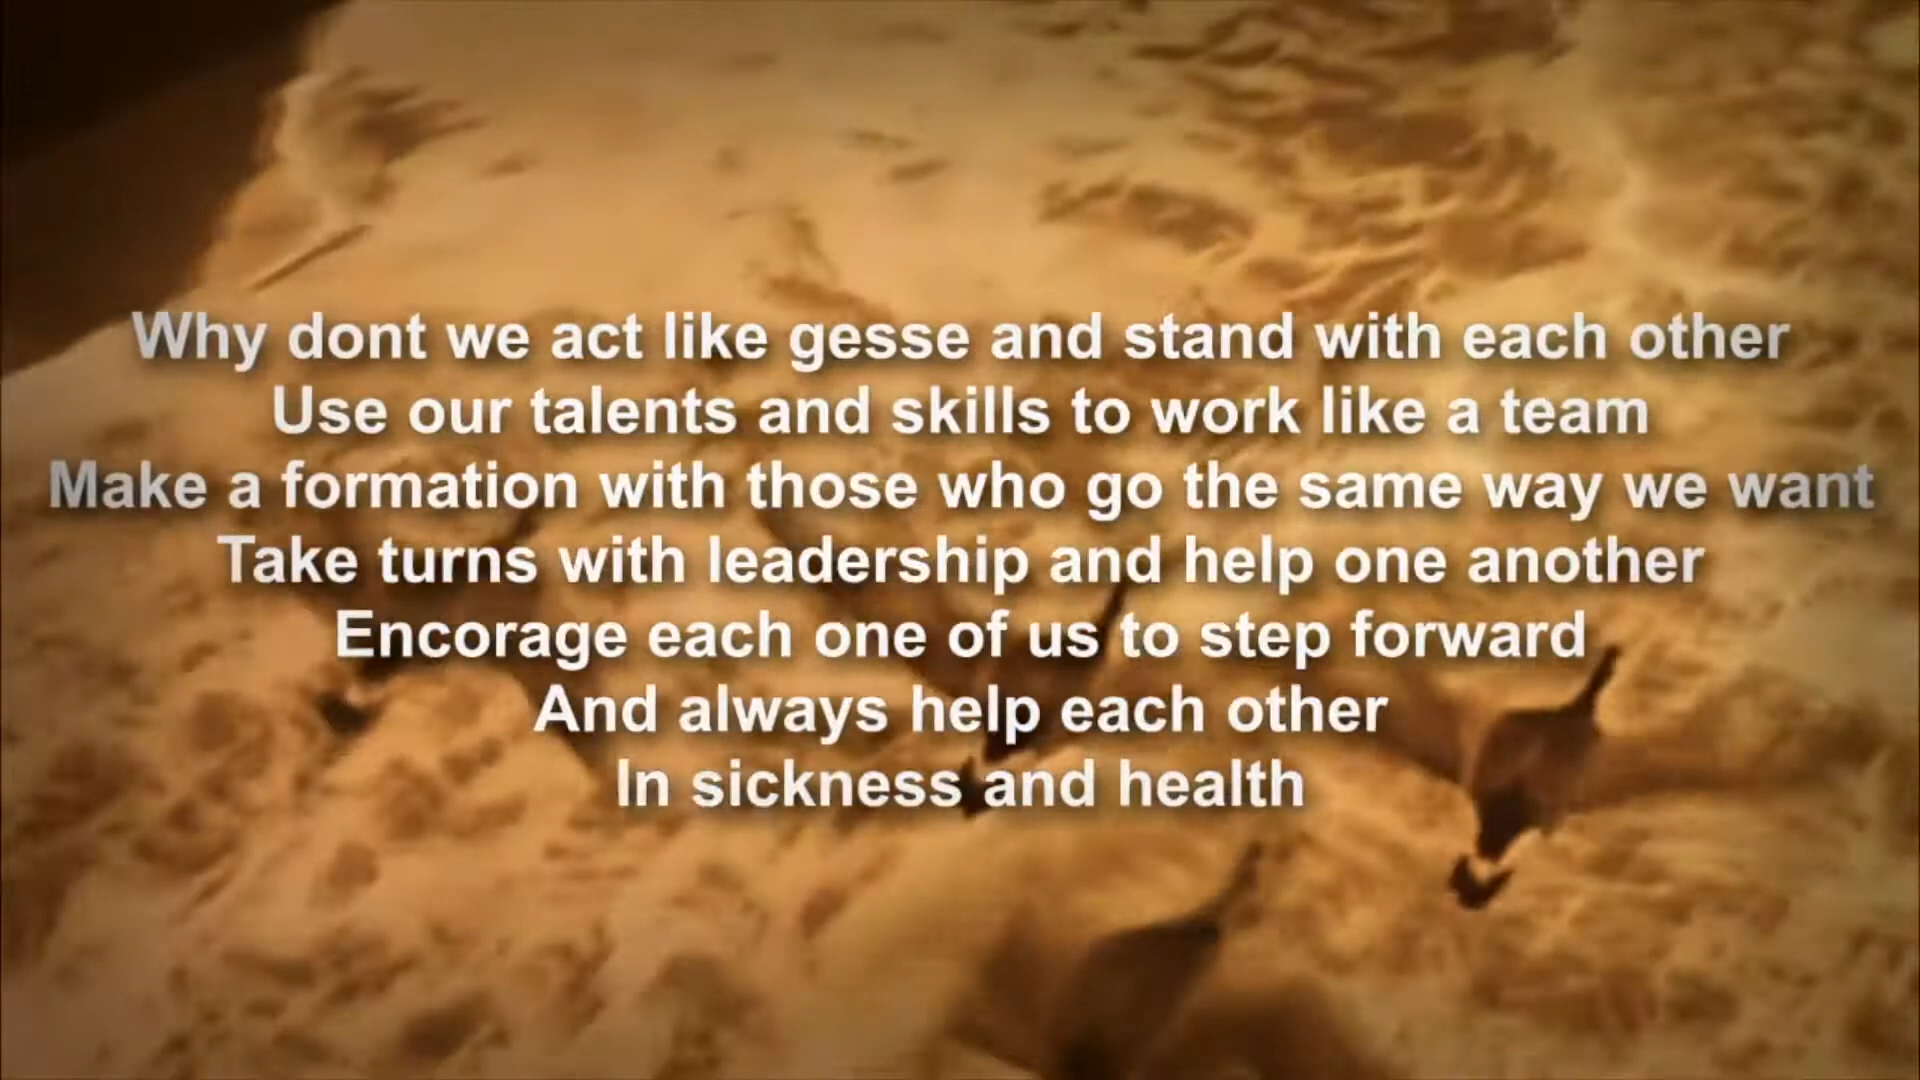 Why dont we act like gesse and stand with each other
Use our talents and skills to work like a team
Make a formation with those who go the same way we want
Take turns with leadership and help one another
Encorage each one of us to step forward
And always help each other
In sickness and health